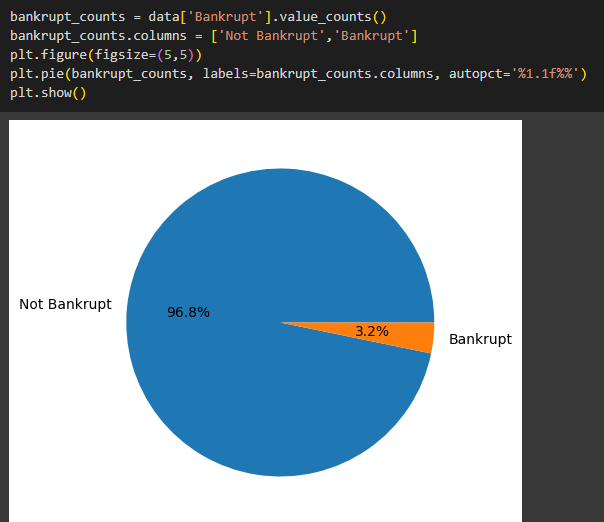 bankrupt_counts = data['Bankrupt'].value_counts()
bankrupt_counts.columns = ['Not Bankrupt','Bankrupt']
plt.figure(figsize=(5,5))
plt.pie(bankrupt_counts, labels=bankrupt_counts.columns, autopct='%1.1f%%')
plt.show()
Not Bankrupt
96.8%
3.2%
Bankrupt